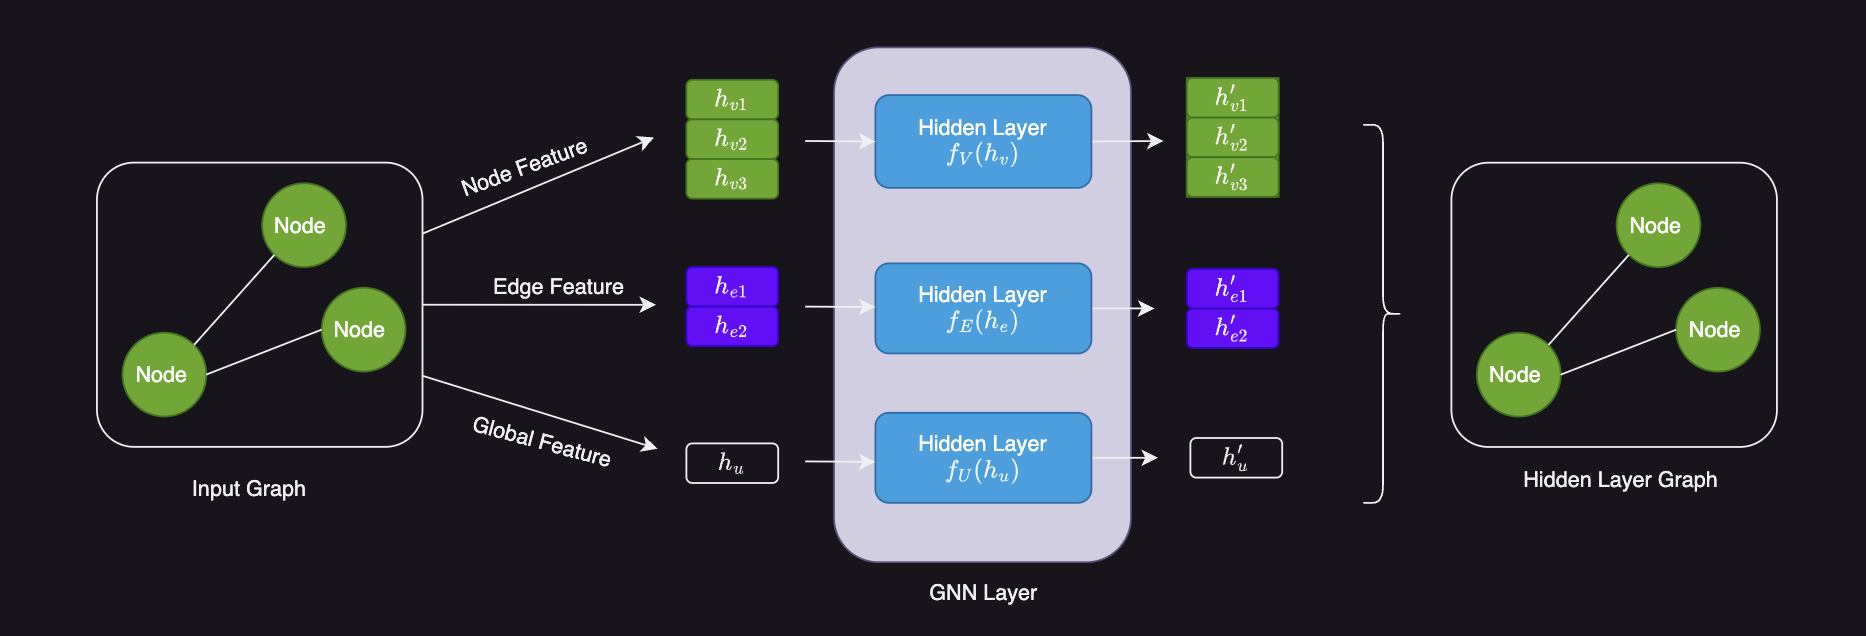 Node
Node
Node
Input Graph
Node Feature
Edge Feature
Global Feature
h_{v1}
h_{v2}
h_{v3}
h_{e1}
h_{e2}
h_u
Hidden Layer
f_V(h_v)
Hidden Layer
f_E(h_e)
Hidden Layer
f_U(h_u)
GNN Layer
h'_{v1}
h'_{v2}
h'_{v3}
h'_{e1}
h'_{e2}
h'_u
Node
Node
Node
Hidden Layer Graph